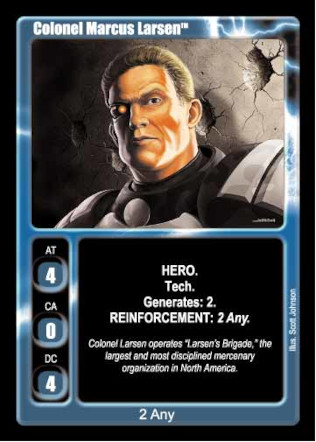 Colonel Marcus Larsen™
AT
4
CA
0
DC
4
HERO.
Tech.
Generates: 2.
REINFORCEMENT: 2 Any.
Colonel Larsen operates "Larsen's Brigade," the
largest and most disciplined mercenary
organization in North America.
Illus. Scott Johnson
2 Any